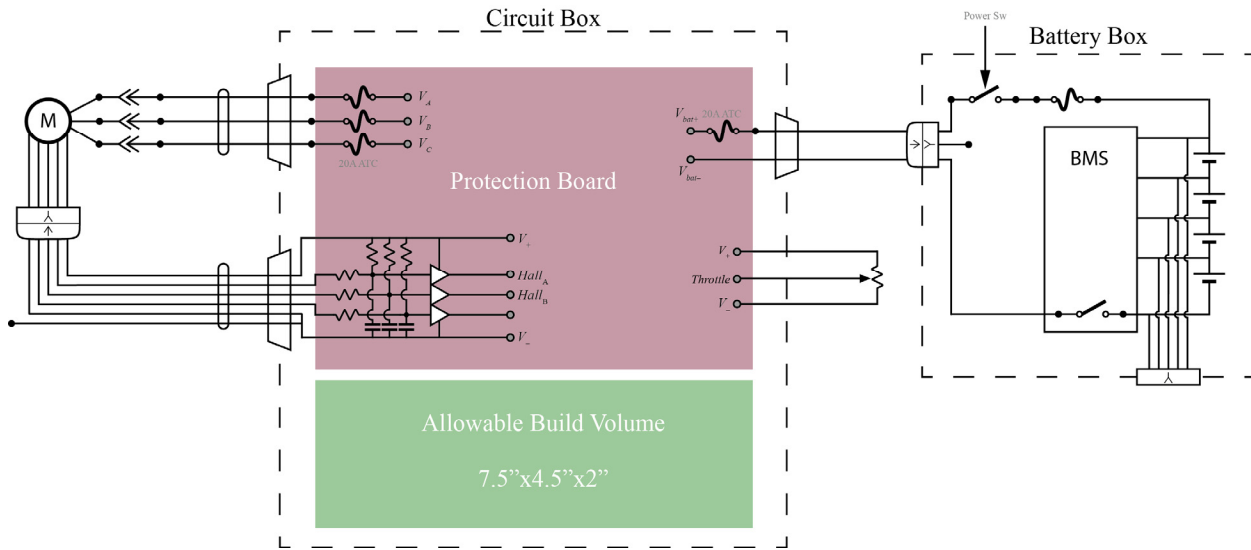 Circuit Box
Power Sw
Battery Box
M
V_A
V_B
V_C
20A ATC
V_bat+
20A ATC
V_bat-
BMS
Protection Board
V_+
Hall_A
Hall_B
V_-
V_+
Throttle
V_-
Allowable Build Volume
7.5”x4.5”x2”